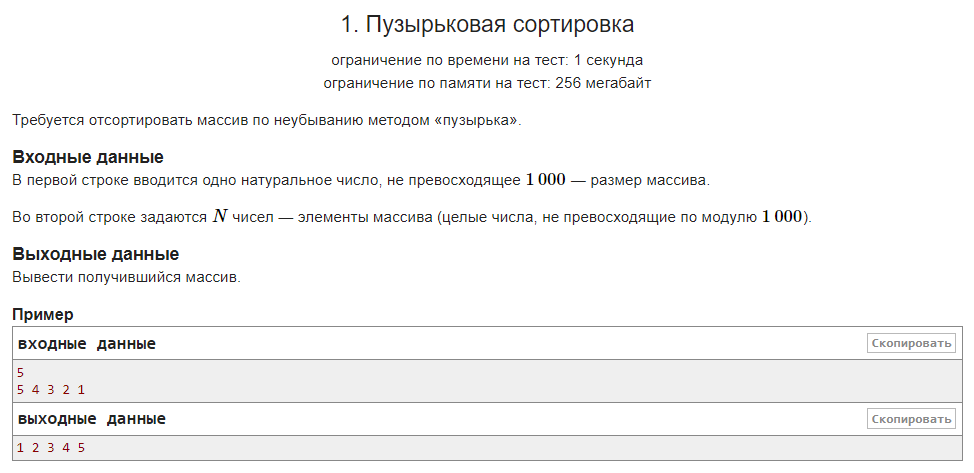 1. Пузырьковая сортировка
ограничение по времени на тест: 1 секунда
ограничение по памяти на тест: 256 мегабайт
Требуется отсортировать массив по неубыванию методом «пузырька».
Входные данные
В первой строке вводится одно натуральное число, не превосходящее 1 000 — размер массива.
Во второй строке задаются N чисел — элементы массива (целые числа, не превосходящие по модулю 1 000).
Выходные данные
Вывести получившийся массив.
Пример
входные данные Скопировать
5
5 4 3 2 1
выходные данные Скопировать
1 2 3 4 5